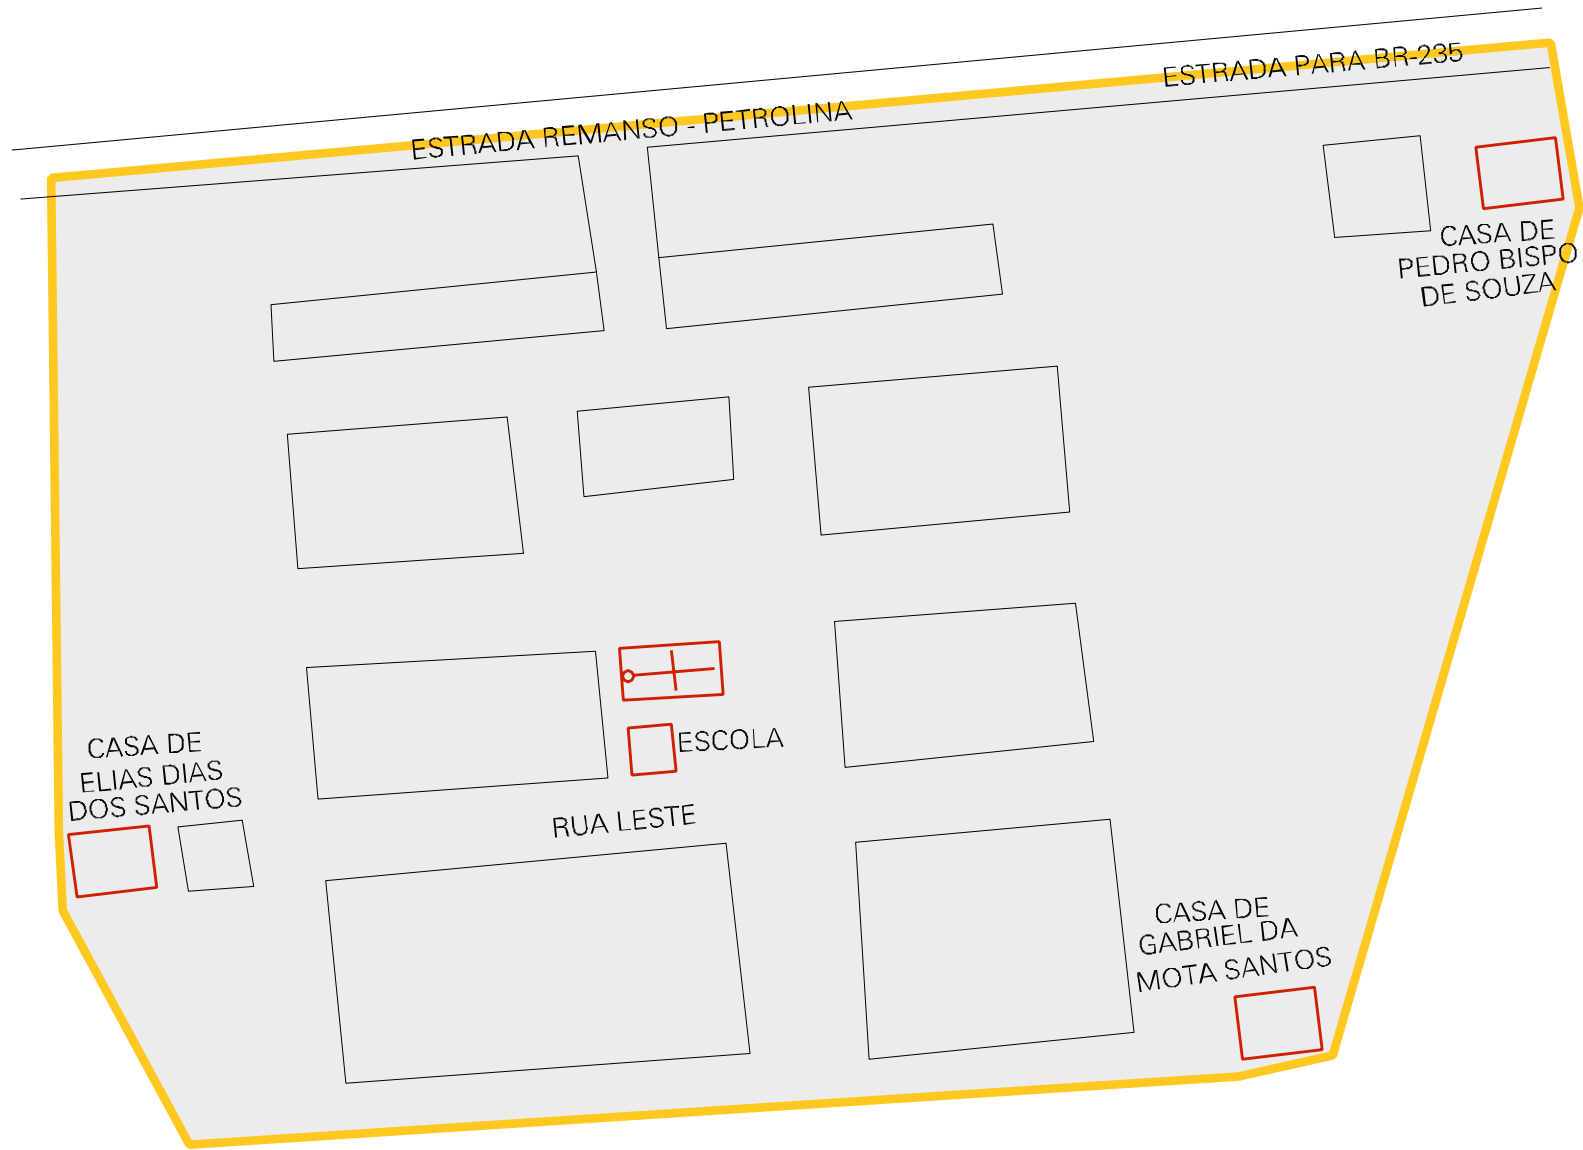 ESTRADA PARA BR-235
ESTRADA REMANSO - PETROLINA
CASA DE
PEDRO BISPO
DE SOUZA
CASA DE
ELIAS DIAS
DOS SANTOS
ESCOLA
RUA LESTE
CASA DE
GABRIEL DA
MOTA SANTOS